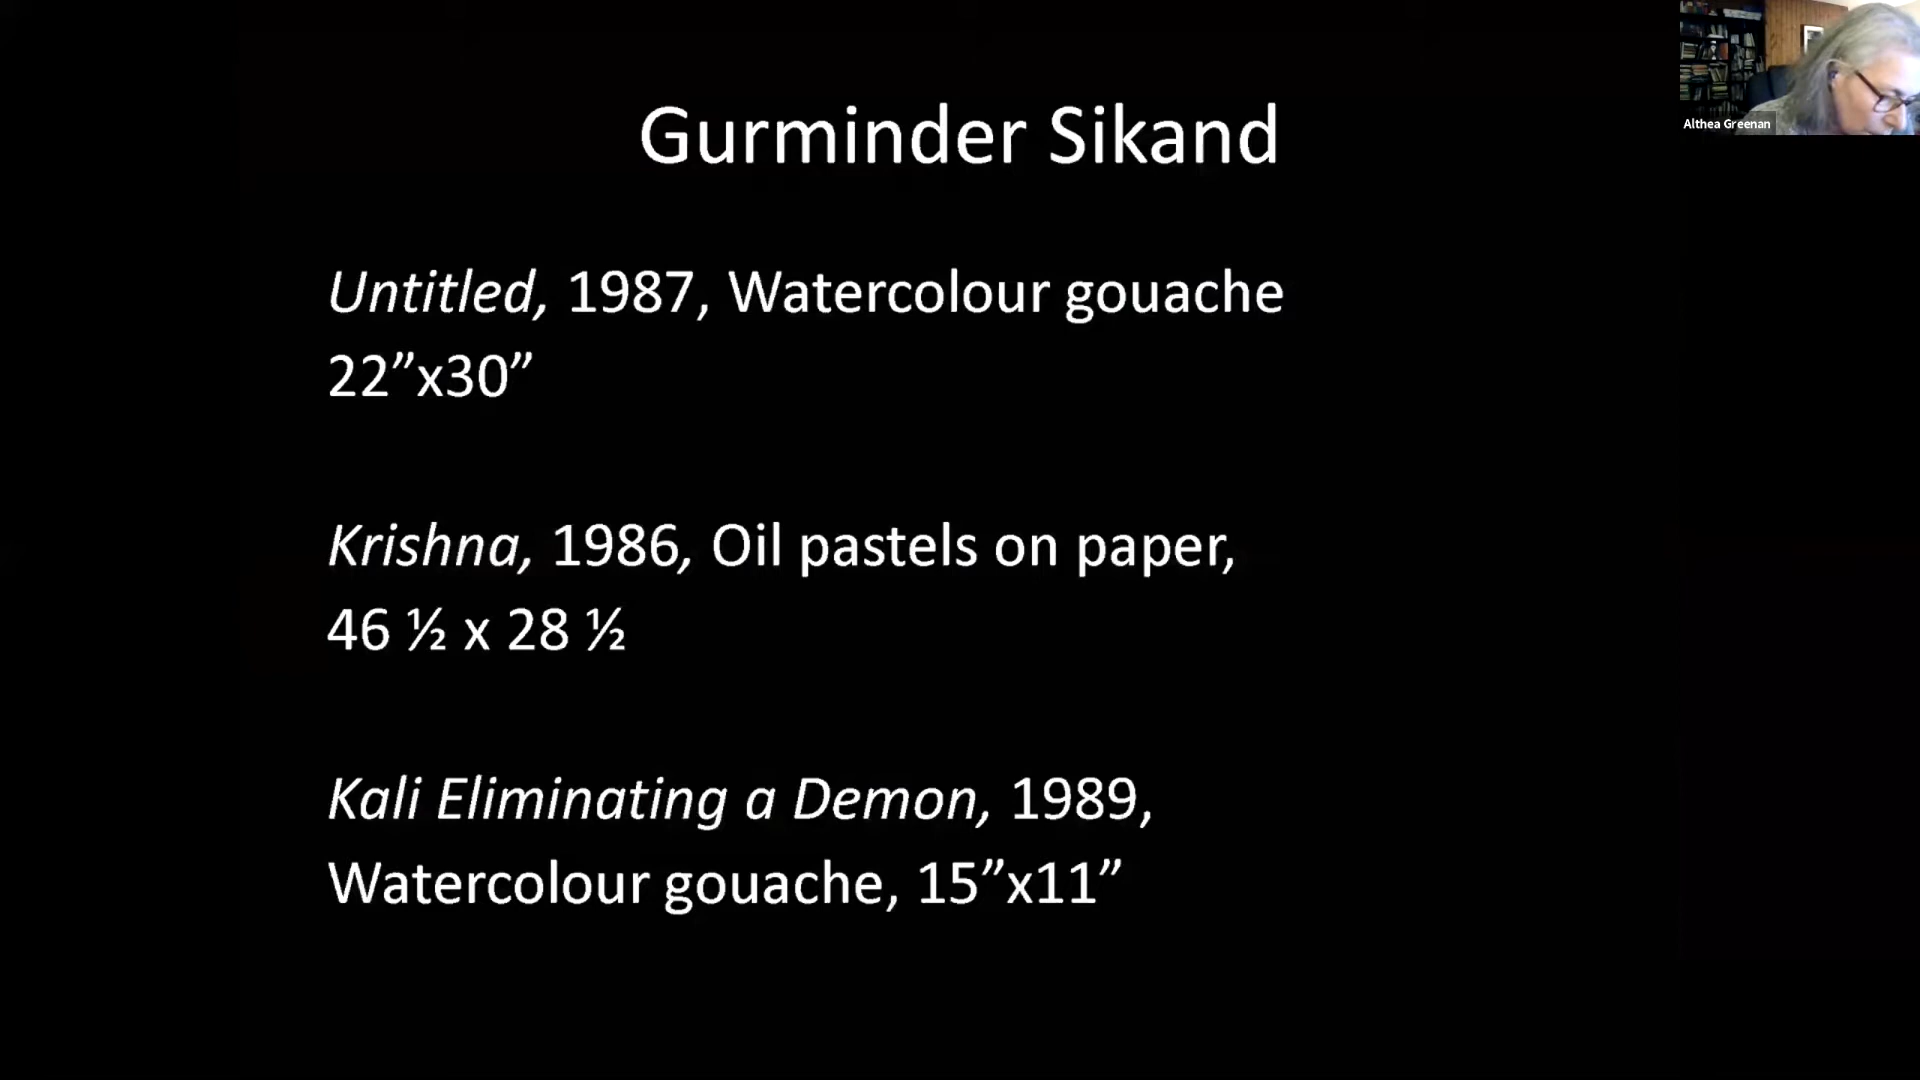 Gurminder Sikand
Althea Greenan
Untitled, 1987, Watercolour gouache
22”x30”
Krishna, 1986, Oil pastels on paper,
46 ½ x 28 ½
Kali Eliminating a Demon, 1989,
Watercolour gouache, 15”x11”